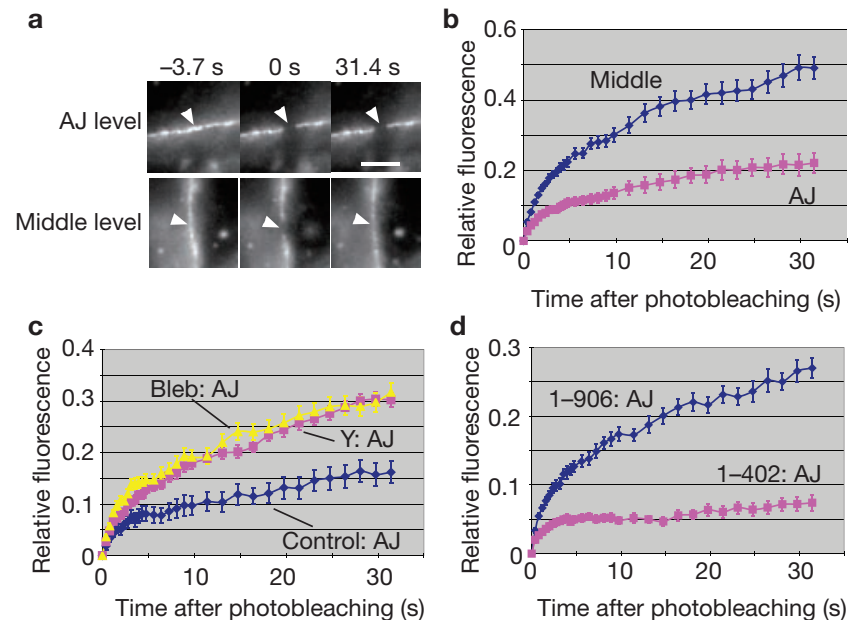 a
–3.7 s 0 s 31.4 s
AJ level
Middle level
b
Relative fluorescence
0.6
0.4
0.2
0
Middle
AJ
0 10 20 30
Time after photobleaching (s)
c
Relative fluorescence
0.4
0.3
0.2
0.1
0
Bleb: AJ
Y: AJ
Control: AJ
0 10 20 30
Time after photobleaching (s)
d
Relative fluorescence
0.3
0.2
0.1
0
1–906: AJ
1–402: AJ
0 10 20 30
Time after photobleaching (s)